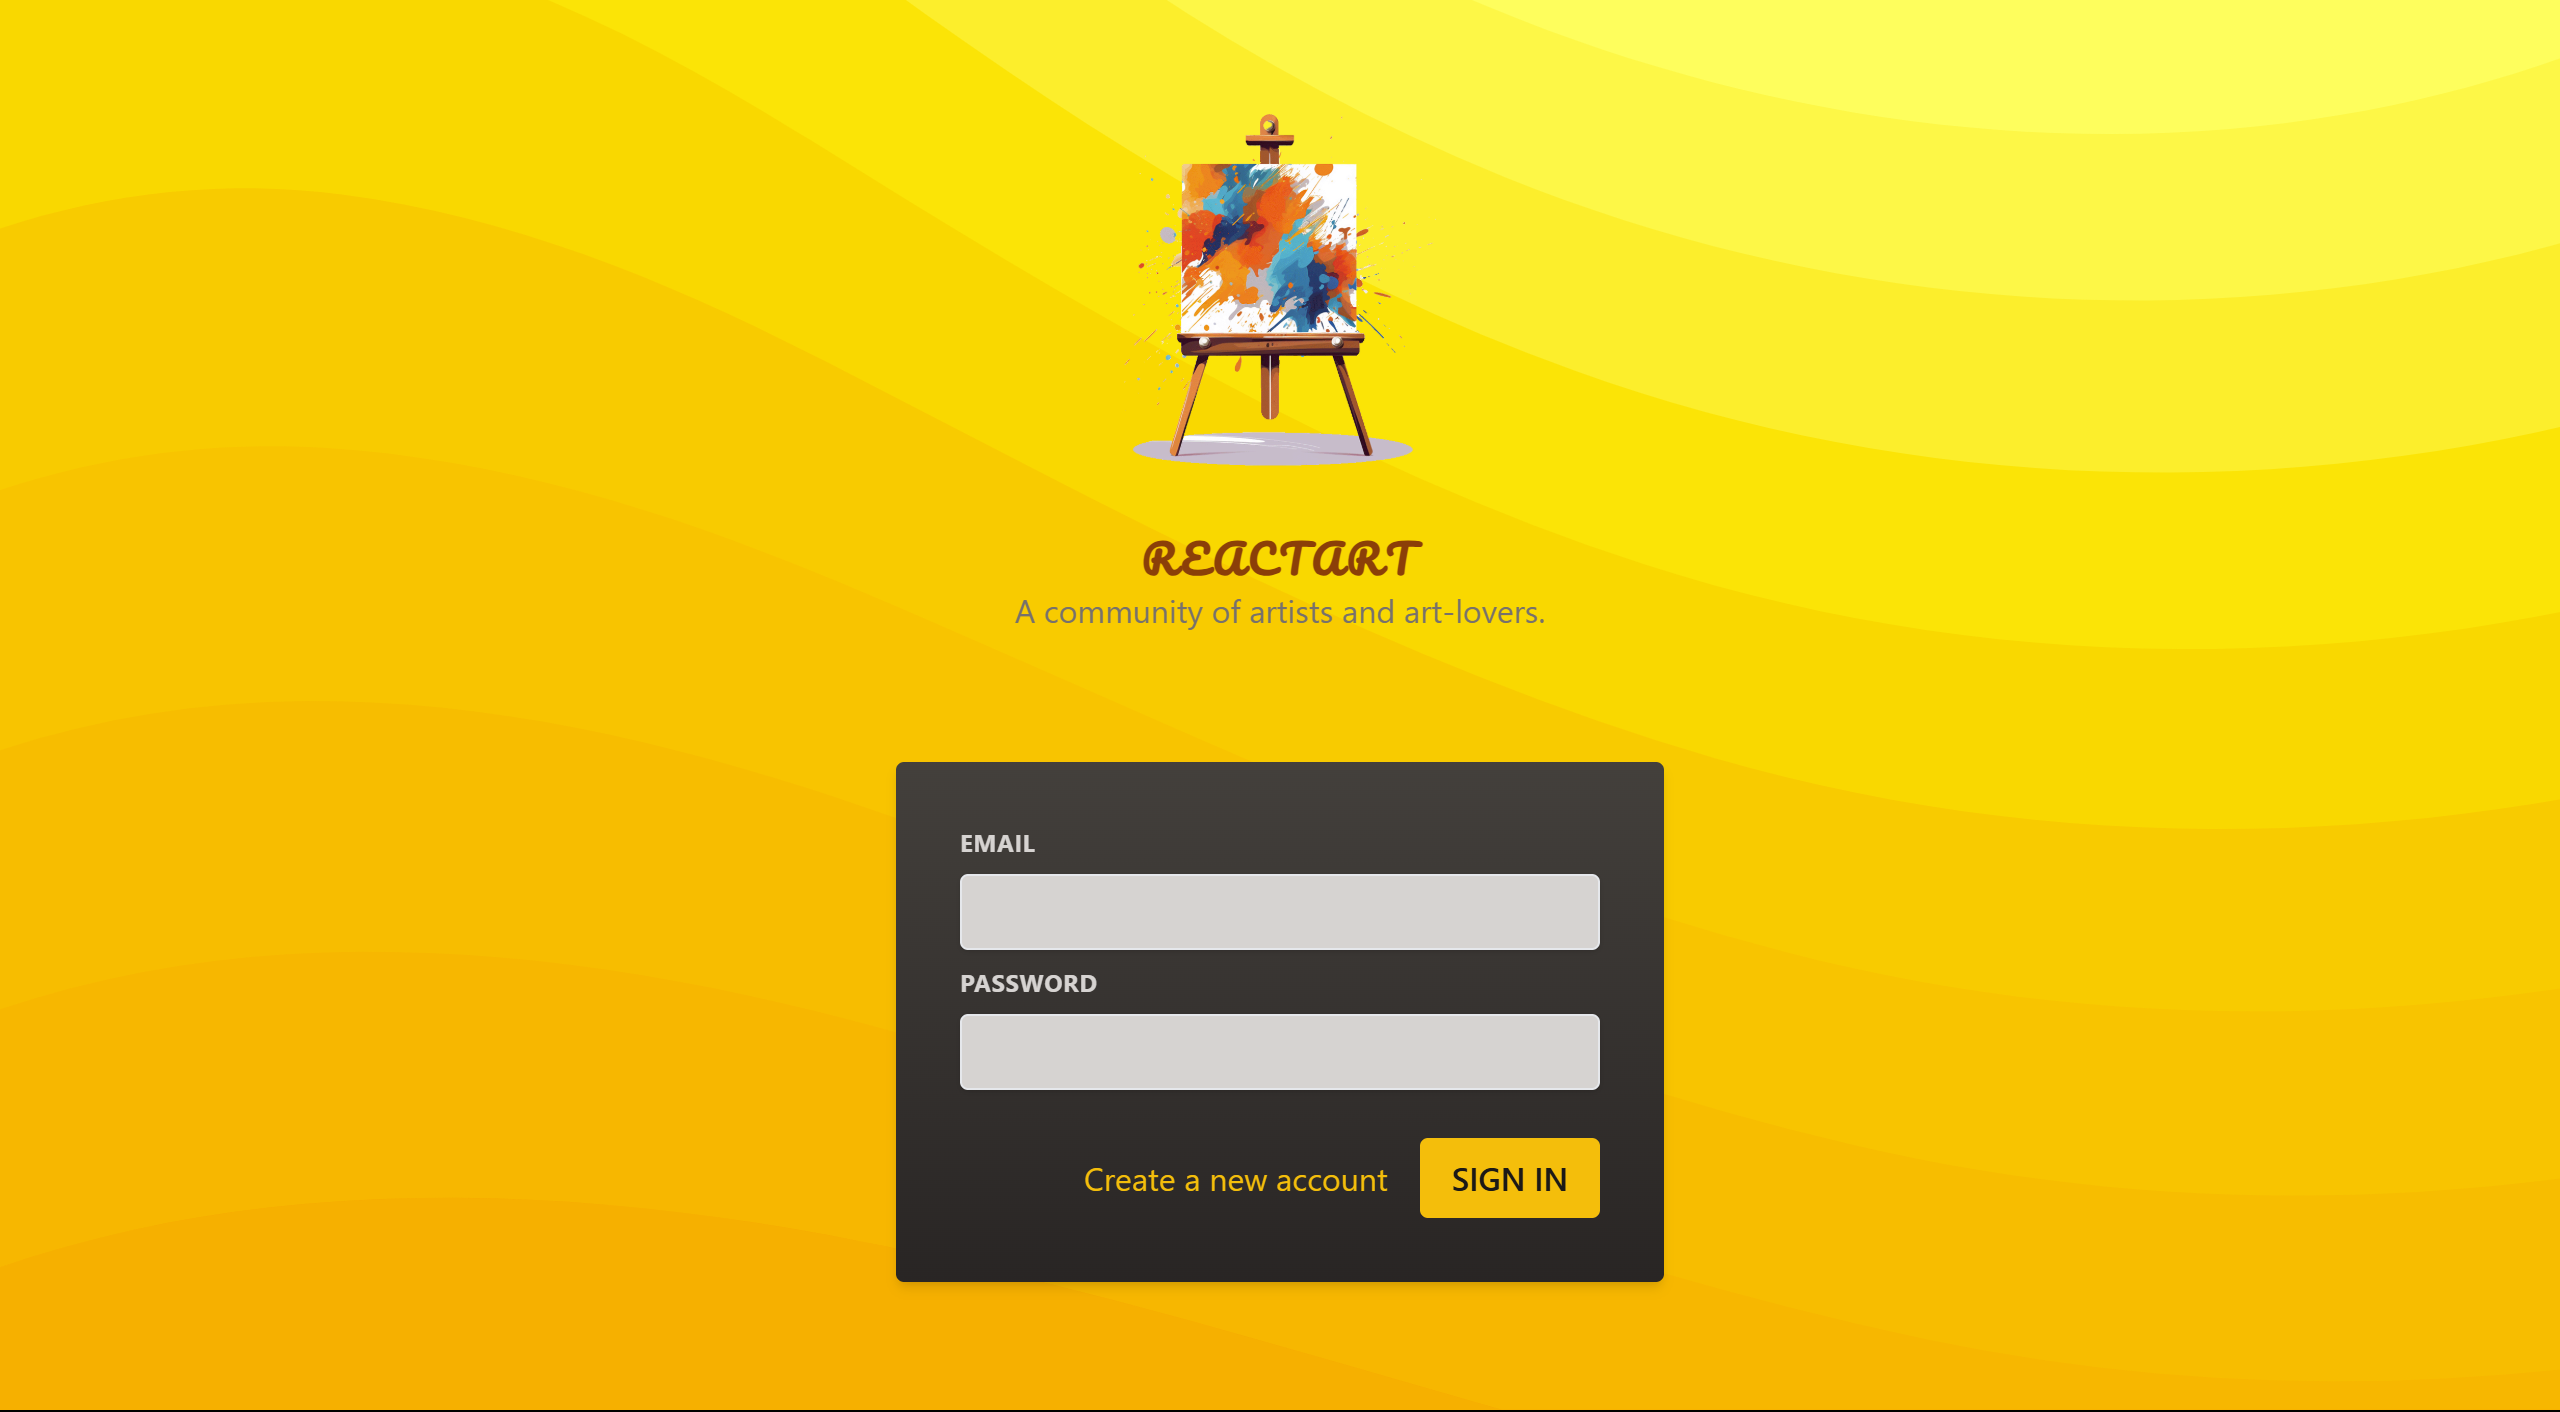 REACTART
A community of artists and art-lovers.
EMAIL
PASSWORD
Create a new account
SIGN IN